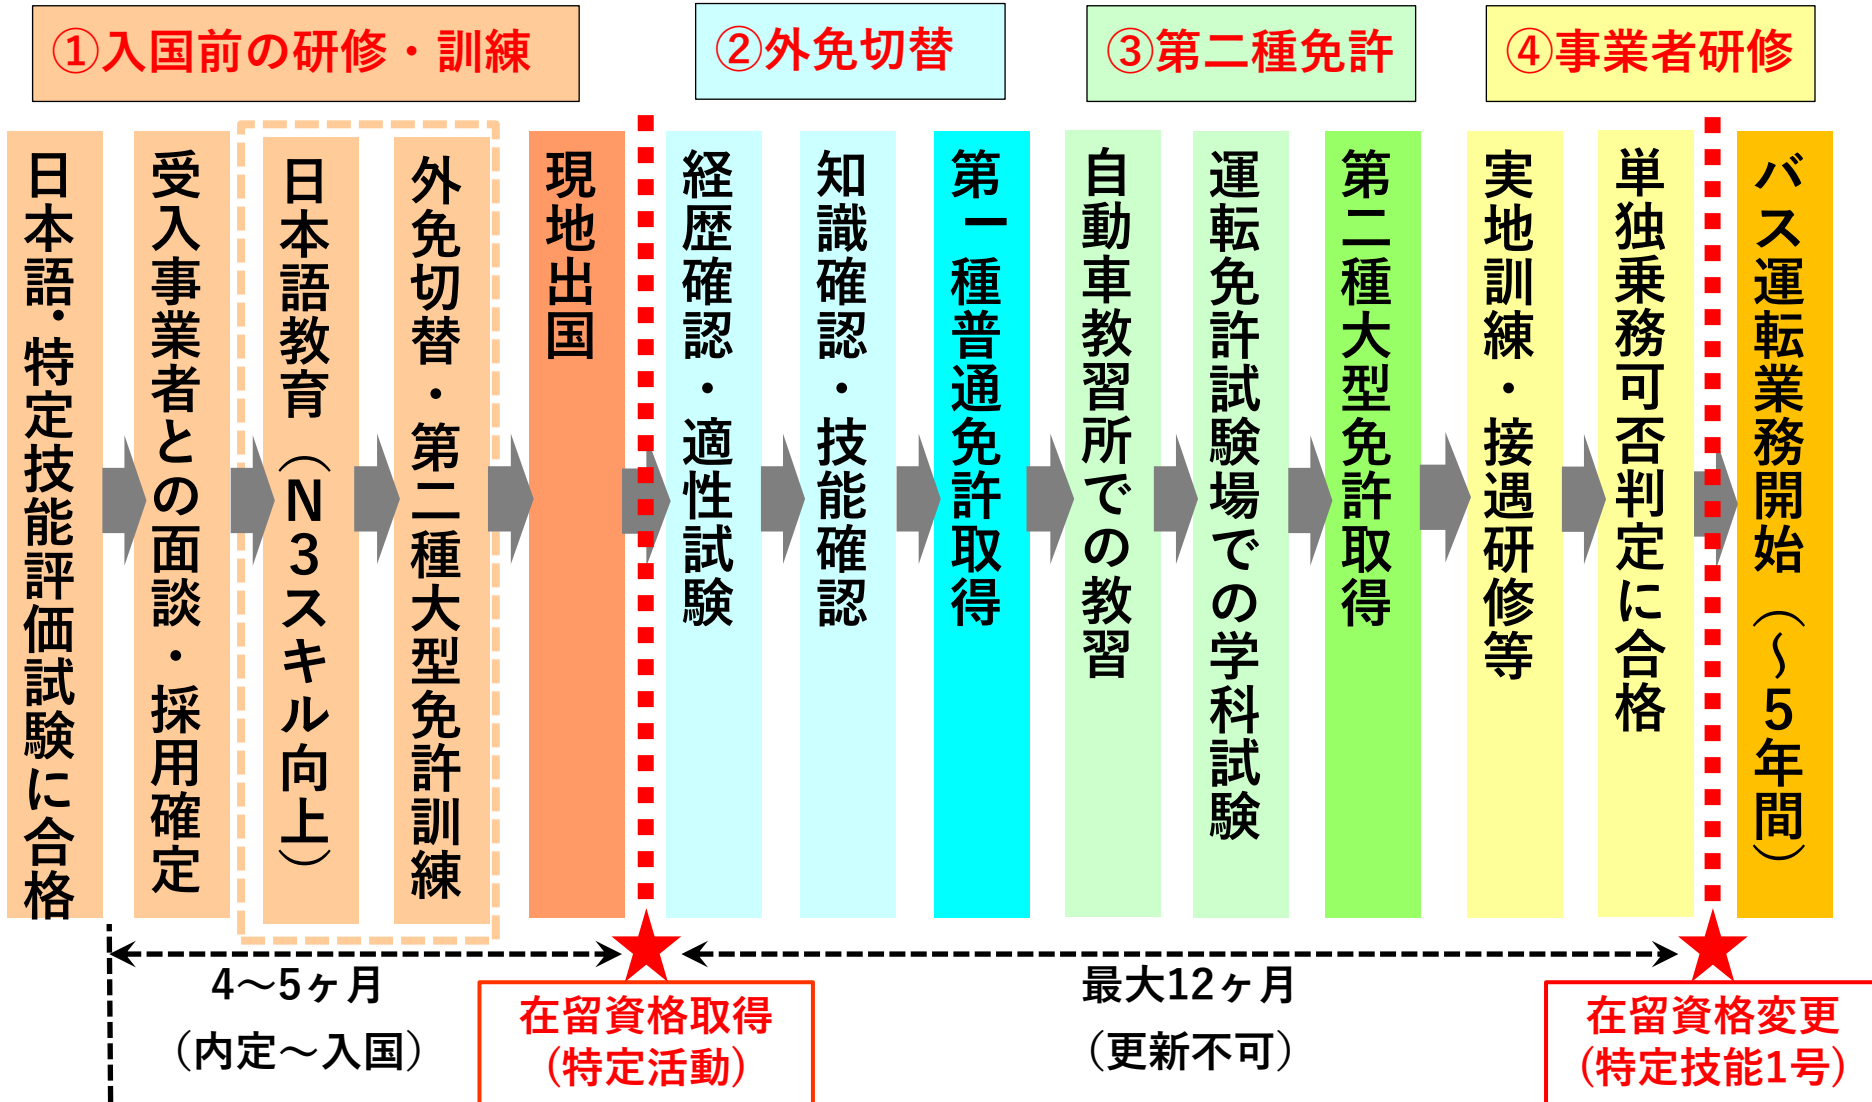 ①入国前の研修・訓練
②外免切替
③第二種免許
④事業者研修
日本語・特定技能評価試験に合格
受入事業者との面談・採用確定
日本語教育（N3スキル向上）
外免切替・第二種大型免許訓練
現地出国
経歴確認・適性試験
知識確認・技能確認
第一種普通免許取得
自動車教習所での教習
運転免許試験場での学科試験
第二種大型免許取得
実地訓練・接遇研修等
単独乗務可否判定に合格
バス運転業務開始（～5年間）
4～5ヶ月
（内定～入国）
在留資格取得
（特定活動）
最大12ヶ月
（更新不可）
在留資格変更
（特定技能1号）